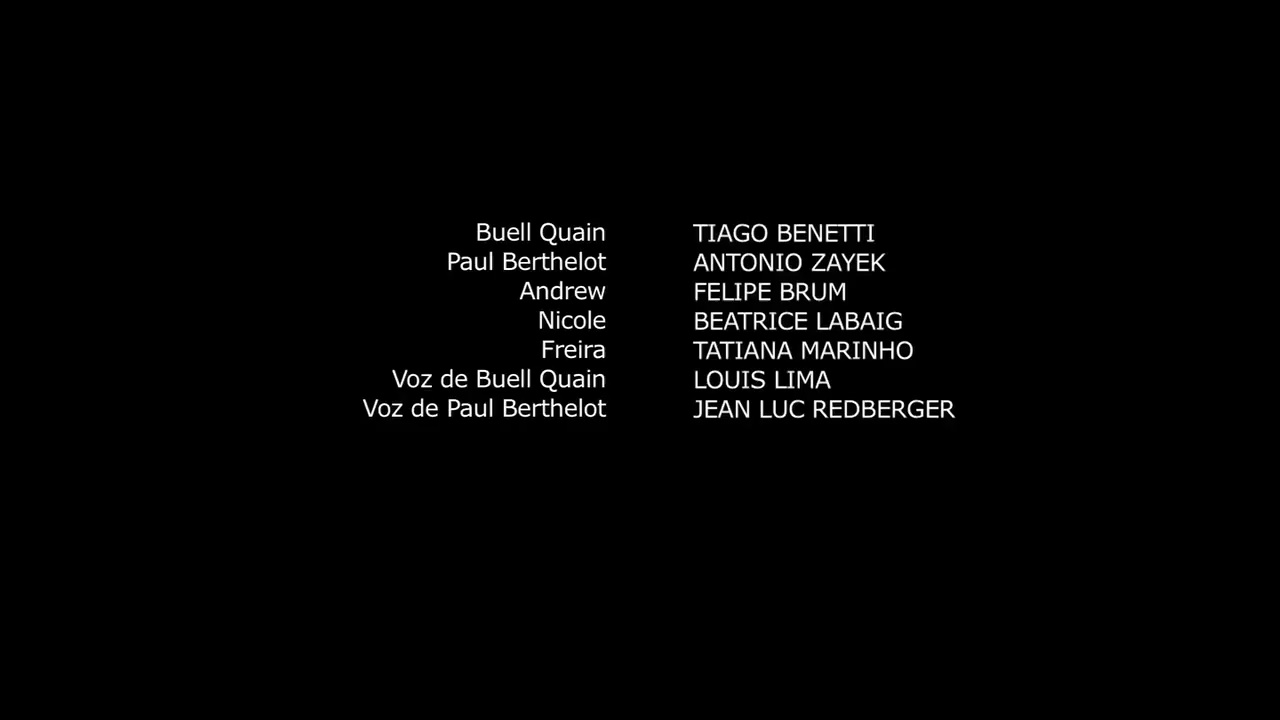 Buell Quain TIAGO BENETTI
Paul Berthelot ANTONIO ZAYEK
Andrew FELIPE BRUM
Nicole BEATRICE LABAIG
Freira TATIANA MARINHO
Voz de Buell Quain LOUIS LIMA
Voz de Paul Berthelot JEAN LUC REDBERGER